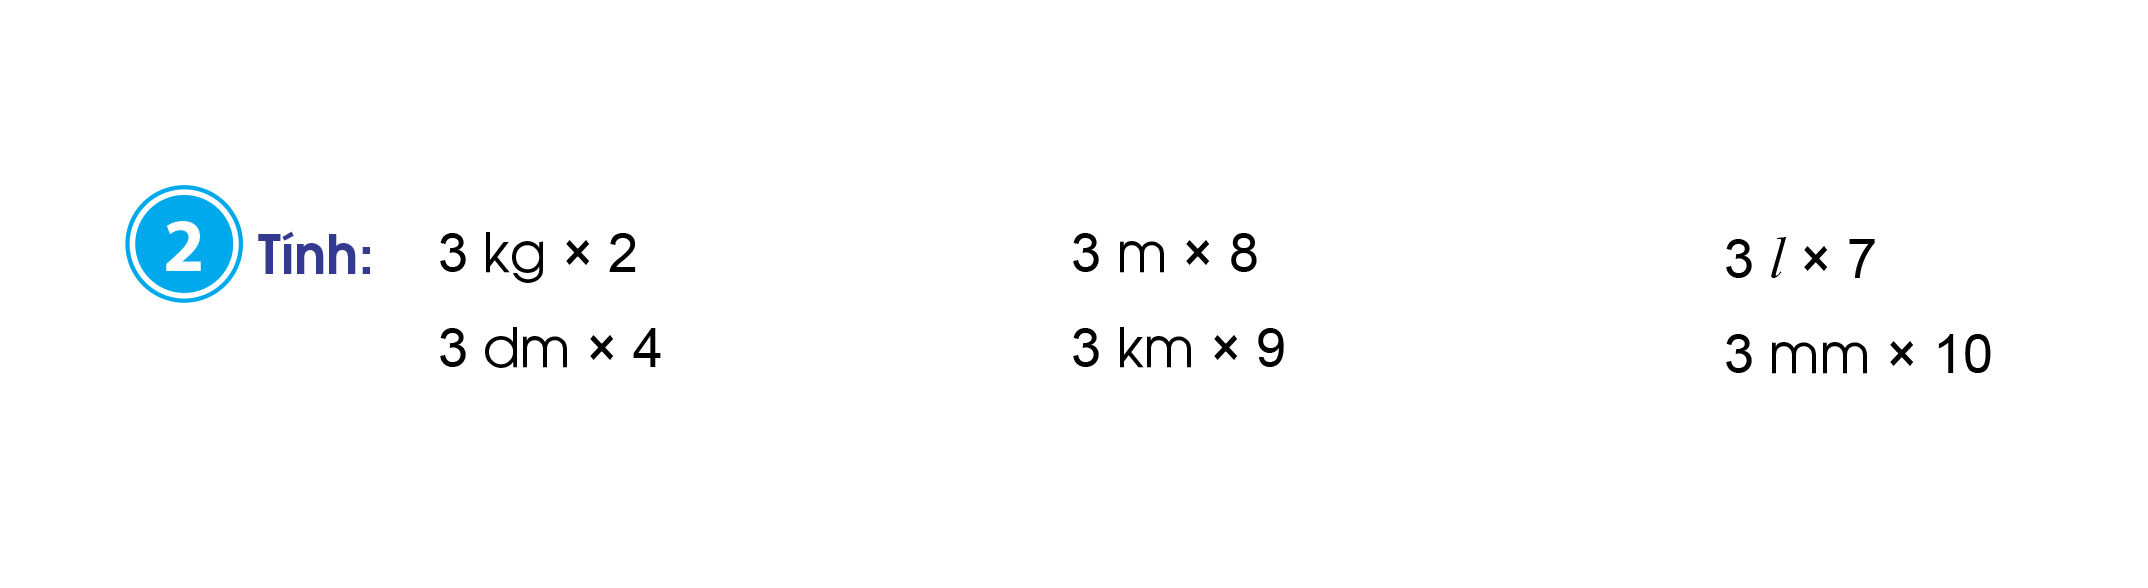 2 Tính: 3 kg × 2 3 m × 8 3 l × 7
3 dm × 4 3 km × 9 3 mm × 10